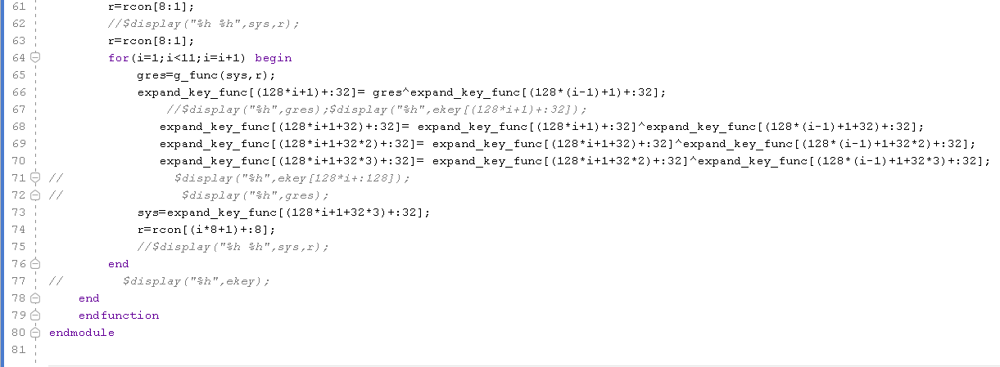 61 r=rcon[8:1];
62 //$display("%h %h",sys,r);
63 r=rcon[8:1];
64 for(i=1;i<11;i=i+1) begin
65 gres=g_func(sys,r);
66 expand_key_func[(128*i+1)+:32]= gres^expand_key_func[(128*(i-1)+1)+:32];
67 //$display("%h",gres);$display("%h",ekey[(128*i+1)+:32]);
68 expand_key_func[(128*i+1+32)+:32]= expand_key_func[(128*i+1)+:32]^expand_key_func[(128*(i-1)+1+32)+:32];
69 expand_key_func[(128*i+1+32*2)+:32]= expand_key_func[(128*i+1+32)+:32]^expand_key_func[(128*(i-1)+1+32*2)+:32];
70 expand_key_func[(128*i+1+32*3)+:32]= expand_key_func[(128*i+1+32*2)+:32]^expand_key_func[(128*(i-1)+1+32*3)+:32];
71 // $display("%h",ekey[128*i+:128]);
72 // $display("%h",gres);
73 sys=expand_key_func[(128*i+1+32*3)+:32];
74 r=rcon[(i*8+1)+:8];
75 //$display("%h %h",sys,r);
76 end
77 // $display("%h",ekey);
78 end
79 endfunction
80 endmodule
81